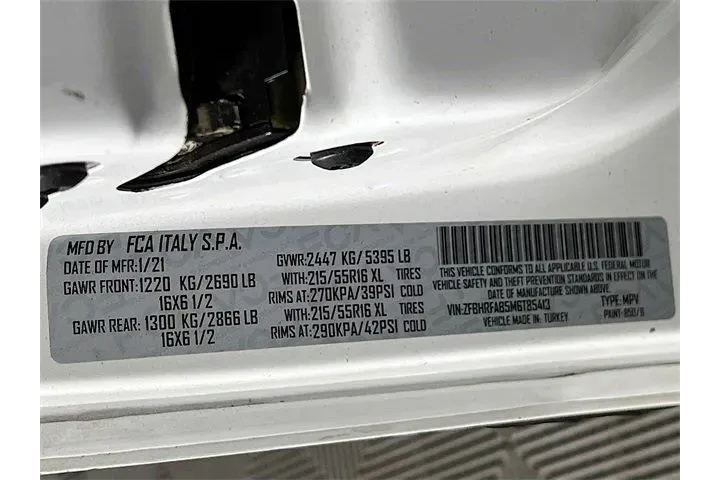 MFD BY FCA ITALY S.P.A.
DATE OF MFR:1/21
GAWR FRONT:1220 KG/2690 LB
16X6 1/2
GAWR REAR: 1300 KG/2866 LB
16X6 1/2
GVWR:2447 KG/5395 LB
WITH:215/55R16 XL TIRES
RIMS AT:270KPA/39PSI COLD
WITH:215/55R16 XL TIRES
RIMS AT:290KPA/42PSI COLD
THIS VEHICLE CONFORMS TO ALL APPLICABLE U.S. FEDERAL MOTOR
VEHICLE SAFETY, BUMPER AND THEFT PREVENTION STANDARDS IN EFFECT ON THE
DATE OF MANUFACTURE SHOWN ABOVE. MADE IN: TURKEY
VIN:ZFBHRFAB5M6T85413 TYPE: MPV
PAINT: 050/B